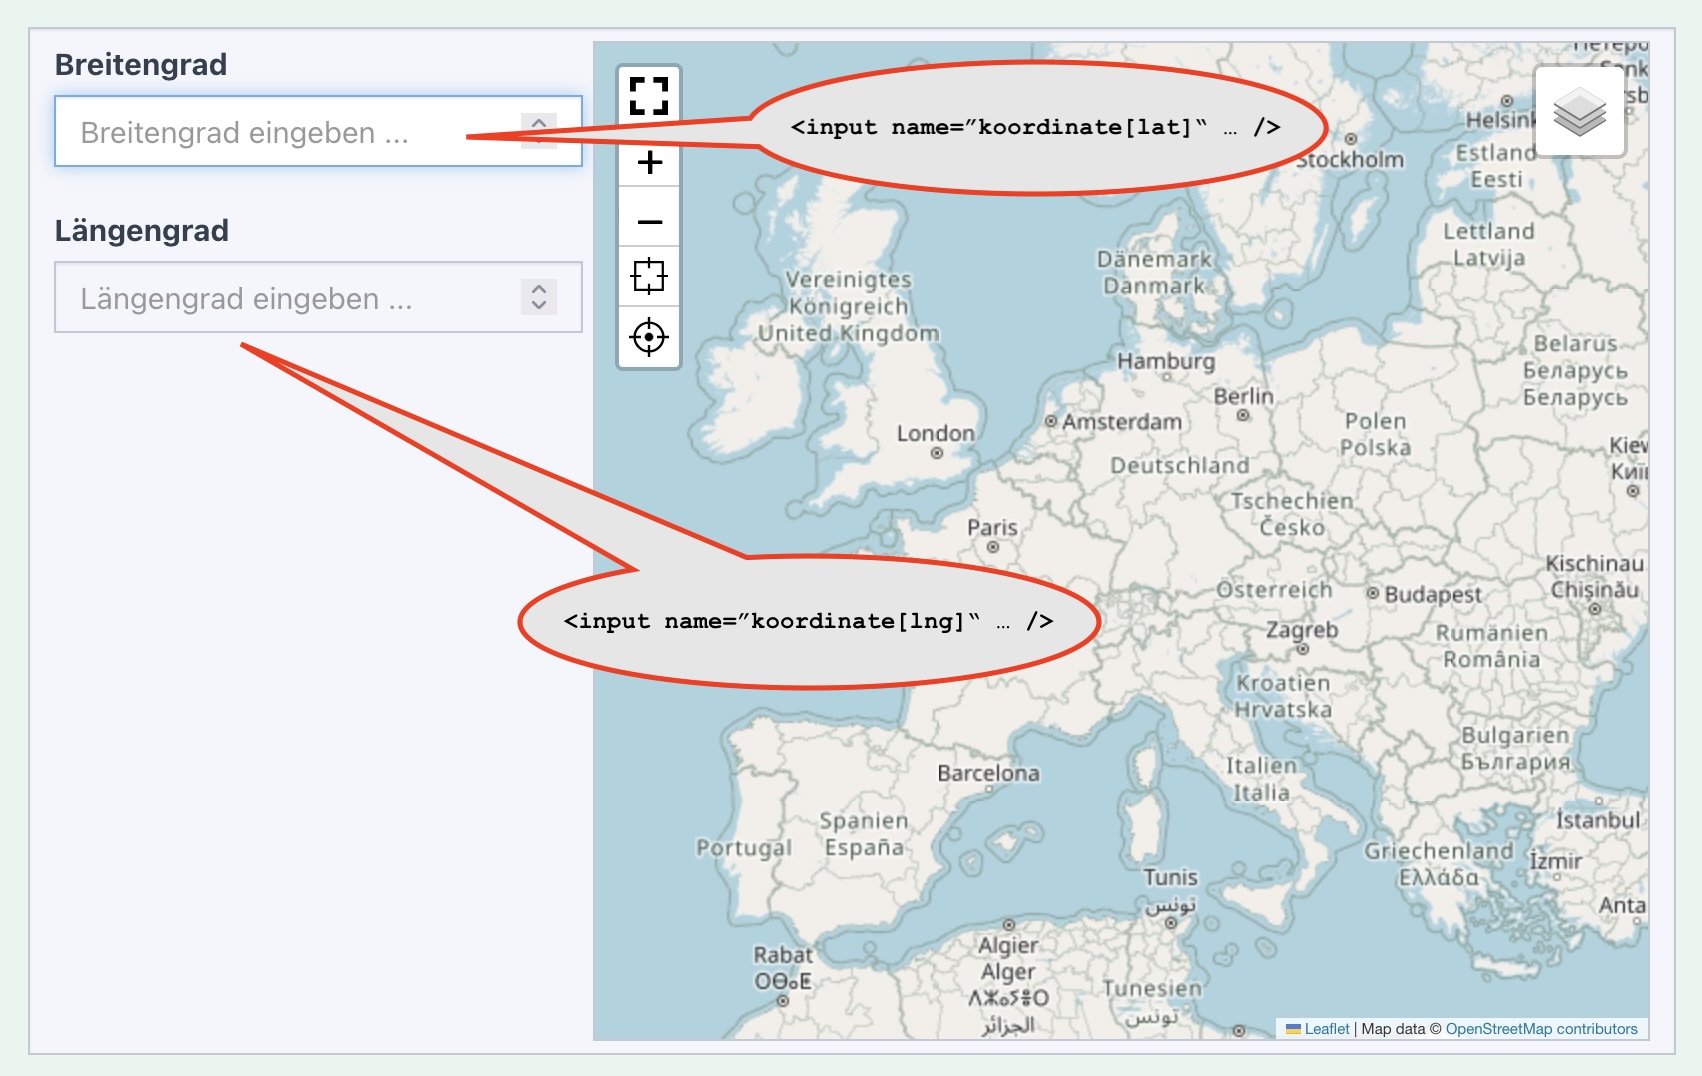 Breitengrad
Breitengrad eingeben ...
Längengrad
Längengrad eingeben ...
<input name=”koordinate[lat]“ … />
<input name=”koordinate[lng]“ … />
+
−
Stockholm
Estland
Eesti
Lettland
Latvija
Dänemark
Danmark
Vereinigtes
Königreich
United Kingdom
Hamburg
Belarus
Беларусь
Беларусь
Berlin
Amsterdam
London
Polen
Polska
Deutschland
Tschechien
Česko
Paris
Kischinau
Chișinău
Österreich
Budapest
Zagreb
Rumänien
România
Kroatien
Hrvatska
Bulgarien
България
Barcelona
Italien
Italia
Spanien
España
Portugal
İstanbul
Griechenland
Ελλάδα
İzmir
Tunis
تونس
Anta
Rabat
ⵔⴱⴰⵟ
Algier
Alger
ⴷⵣⴰⵢⴻⵔ
الجزائر
Tunesien
تونس
Leaflet | Map data © OpenStreetMap contributors